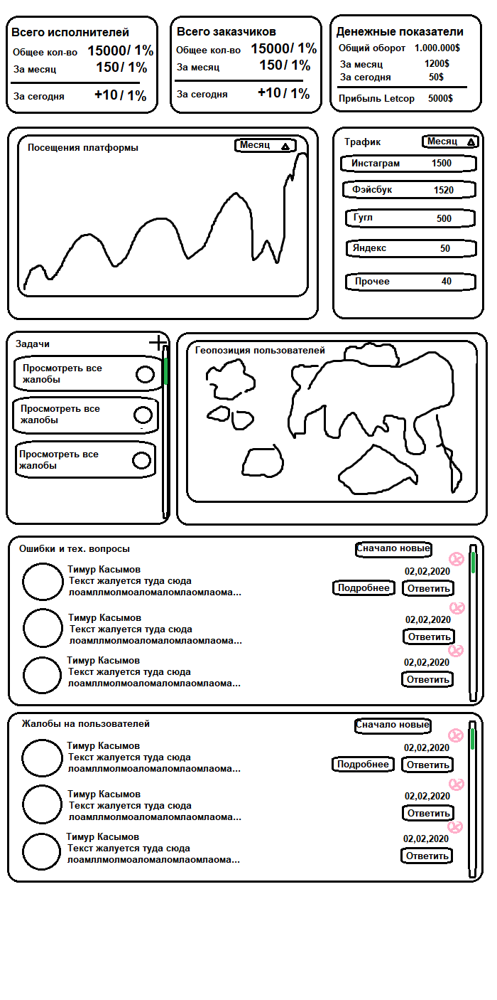 Всего исполнителей
Общее кол-во 15000/ 1%
За месяц 150/ 1%
За сегодня +10/ 1%
Всего заказчиков
Общее кол-во 15000/ 1%
За месяц 165/ 1%
За сегодня +10/ 1%
Денежные показатели
Общий оборот 1.000.000$
За месяц 1200$
За сегодня 50$
Прибыль Letcop 5000$
Посещения платформы Месяц
Трафик Месяц
Инстаграм 1500
Фэйсбук 1520
Гугл 500
Яндекс 50
Прочее 40
Задачи
Просмотреть все
жалобы
Просмотреть все
жалобы
Просмотреть все
жалобы
Геопозиция пользователей
Ошибки и тех. вопросы Сначало новые
Тимур Касымов
02,02,2020
Текст жалуется туда сюда
Подробнее Ответить
лоамллмолмоаломаломлаомлаома...
Тимур Касымов
02,02,2020
Текст жалуется туда сюда
Ответить
лоамллмолмоаломаломлаомлаома...
Тимур Касымов
02,02,2020
Текст жалуется туда сюда
Ответить
лоамллмолмоаломаломлаомлаома...
Жалобы на пользователей Сначало новые
Тимур Касымов
02,02,2020
Текст жалуется туда сюда
Подробнее Ответить
лоамллмолмоаломаломлаомлаома...
Тимур Касымов
02,02,2020
Текст жалуется туда сюда
Ответить
лоамллмолмоаломаломлаомлаома...
Тимур Касымов
02,02,2020
Текст жалуется туда сюда
Ответить
лоамллмолмоаломаломлаомлаома...